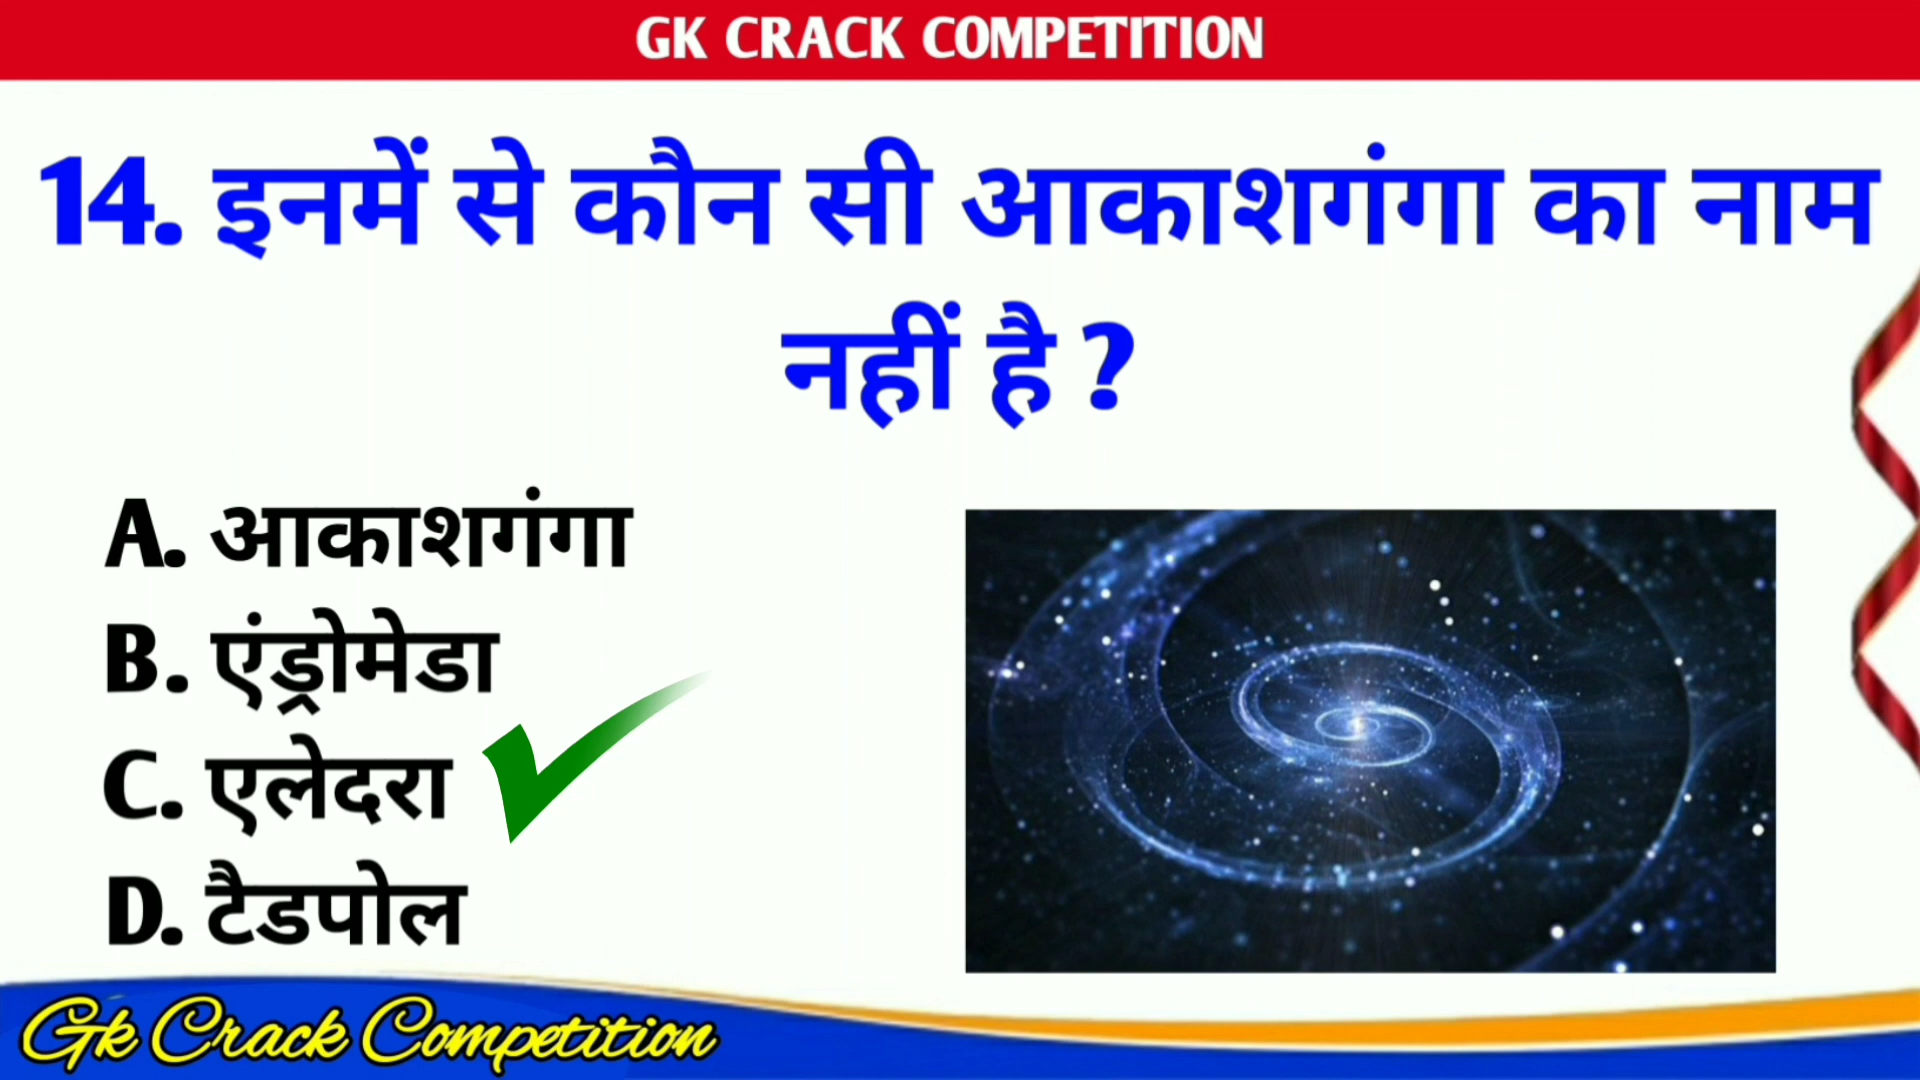 GK CRACK COMPETITION
14. इनमें से कौन सी आकाशगंगा का नाम
नहीं है ?
A. आकाशगंगा
B. एंड्रोमेडा
C. एलेदरा
D. टैडपोल
Gk Crack Competition